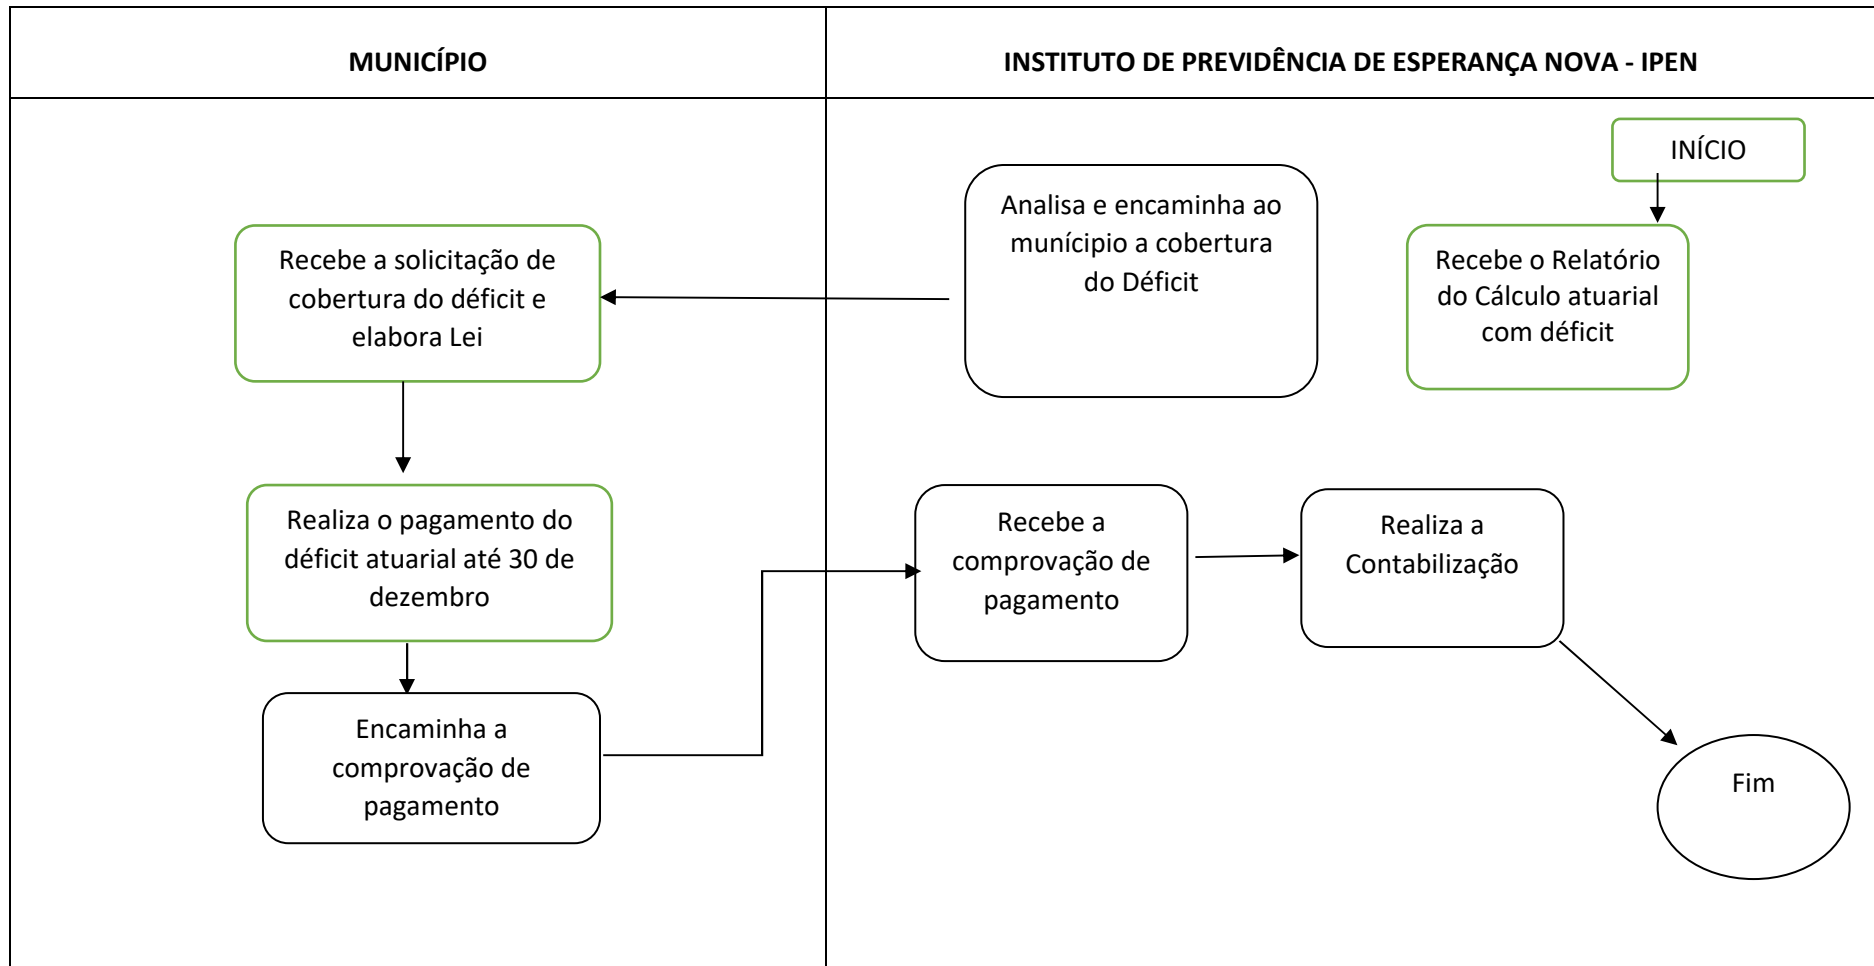 MUNICÍPIO
INSTITUTO DE PREVIDÊNCIA DE ESPERANÇA NOVA - IPEN
INÍCIO
Recebe o Relatório
do Cálculo atuarial
com déficit
Analisa e encaminha ao
munícipio a cobertura
do Déficit
Recebe a solicitação de
cobertura do déficit e
elabora Lei
Realiza o pagamento do
déficit atuarial até 30 de
dezembro
Encaminha a
comprovação de
pagamento
Recebe a
comprovação de
pagamento
Realiza a
Contabilização
Fim